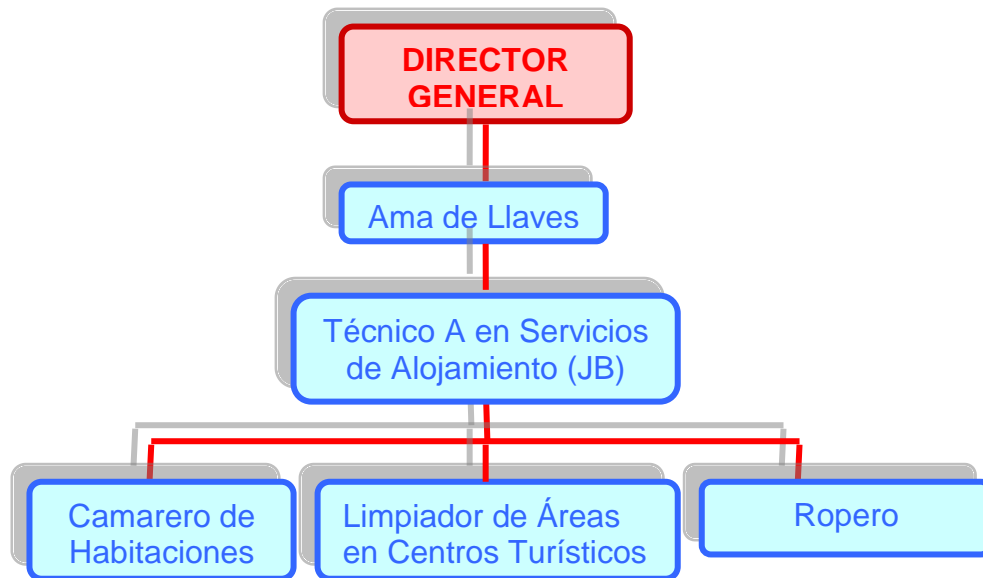 DIRECTOR
GENERAL
Ama de Llaves
Técnico A en Servicios
de Alojamiento (JB)
Camarero de
Habitaciones
Limpiador de Áreas
en Centros Turísticos
Ropero